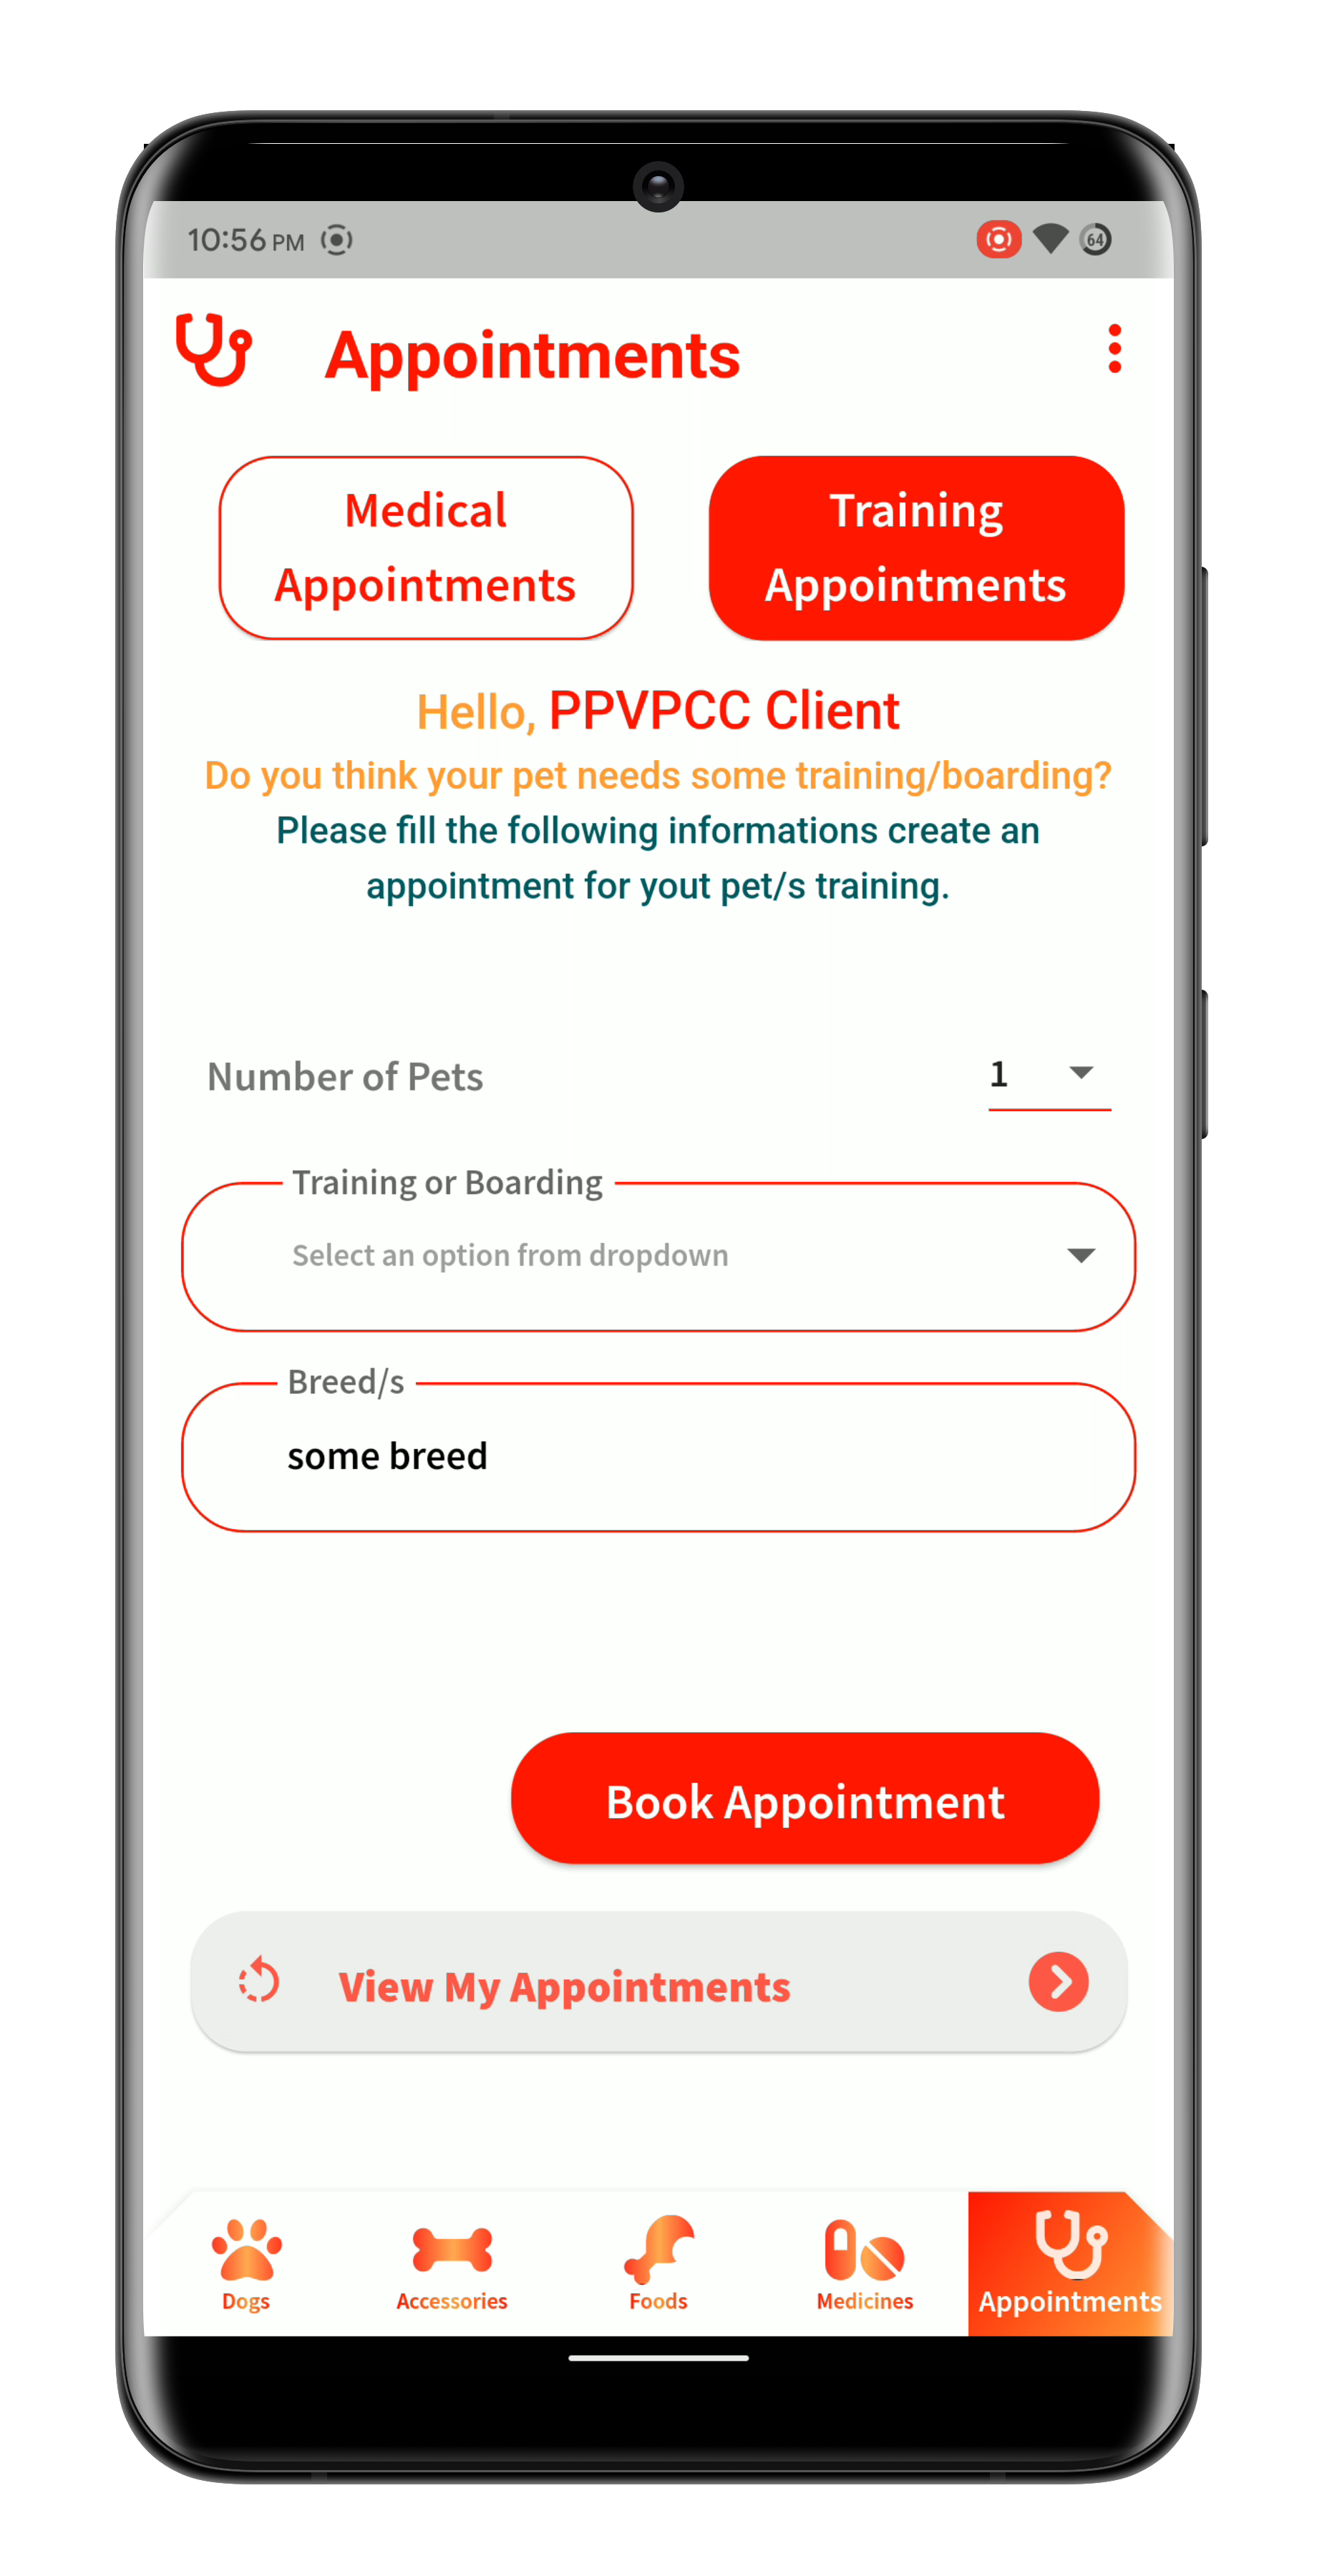 10:56 PM
64
Appointments
Medical
Appointments
Training
Appointments
Hello, PPVPCC Client
Do you think your pet needs some training/boarding?
Please fill the following informations create an
appointment for yout pet/s training.
Number of Pets
1
Training or Boarding
Select an option from dropdown
Breed/s
some breed
Book Appointment
View My Appointments
Dogs
Accessories
Foods
Medicines
Appointments